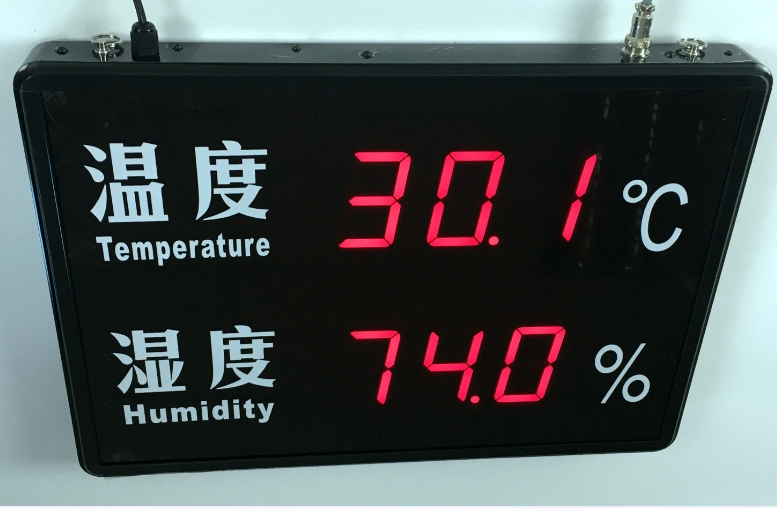 温度 30.1 ℃
Temperature
湿度 74.0 %
Humidity